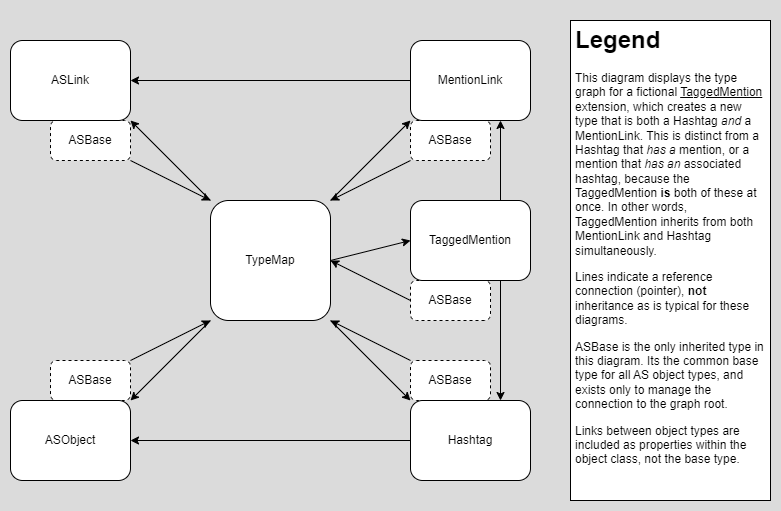 ASLink
ASBase
MentionLink
ASBase
TypeMap
TaggedMention
ASBase
ASBase
ASObject
ASBase
Hashtag
Legend
This diagram displays the type
graph for a fictional TaggedMention
extension, which creates a new
type that is both a Hashtag and a
MentionLink. This is distinct from a
Hashtag that has a mention, or a
mention that has an associated
hashtag, because the
TaggedMention is both of these at
once. In other words,
TaggedMention inherits from both
MentionLink and Hashtag
simultaneously.
Lines indicate a reference
connection (pointer), not
inheritance as is typical for these
diagrams.
ASBase is the only inherited type in
this diagram. Its the common base
type for all AS object types, and
exists only to manage the
connection to the graph root.
Links between object types are
included as properties within the
object class, not the base type.